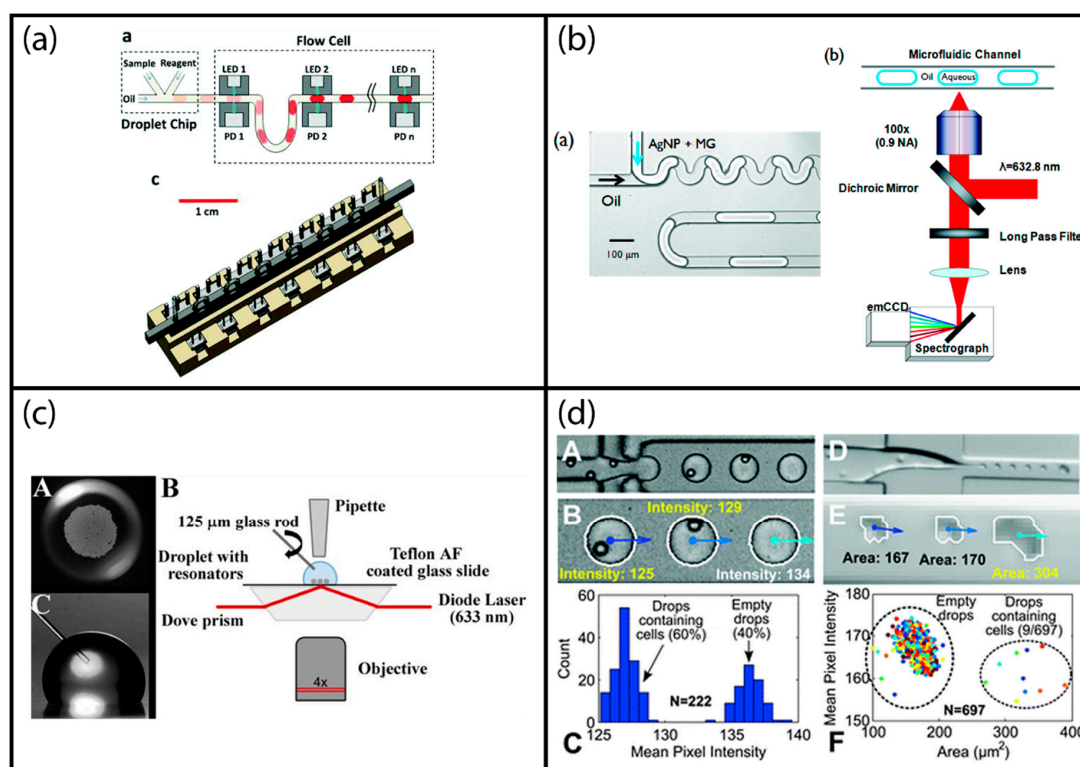 (a)
a
Flow Cell
Sample
Reagent
LED 1
LED 2
LED n
Oil
Droplet Chip
PD 1
PD 2
PD n
c
1 cm
(b)
(b)
Microfluidic Channel
Oil
Aqueous
100x
(0.9 NA)
λ=632.8 nm
Dichroic Mirror
Long Pass Filter
Lens
emCCD
Spectrograph
(a)
AgNP + MG
Oil
100 μm
(c)
A
B
C
Pipette
125 μm glass rod
Droplet with
resonators
Teflon AF
coated glass slide
Dove prism
Diode Laser
(633 nm)
Objective
4x
(d)
A
B
Intensity: 129
Intensity: 125
Intensity: 134
60
40
20
0
Count
Drops
containing
cells (60%)
Empty
drops
(40%)
N=222
125
130
135
140
C
Mean Pixel Intensity
D
E
Area: 167
Area: 170
Area: 304
180
170
160
150
Mean Pixel Intensity
Empty
drops
Drops
containing
cells (9/697)
N=697
100
200
300
400
F
Area (μm²)